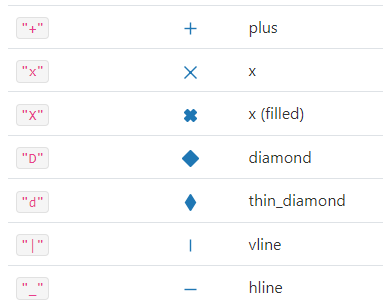 "+" plus
"x" x
"X" x (filled)
"D" diamond
"d" thin_diamond
"|" vline
"_" hline